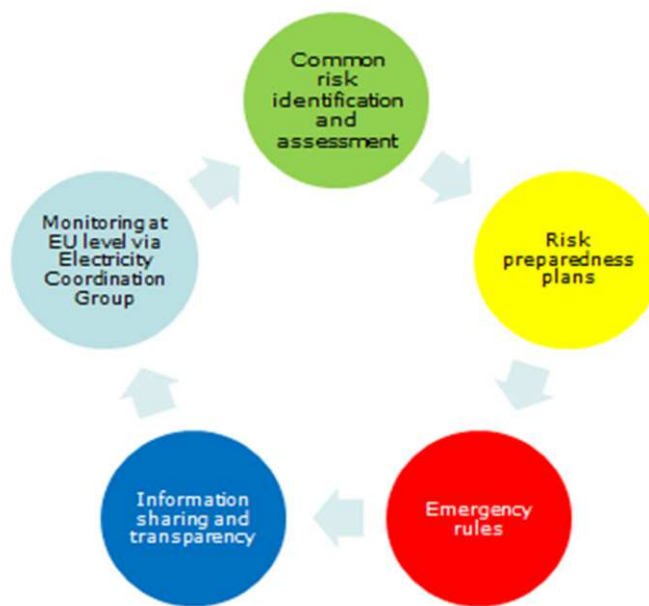 Common
risk
identification
and
assessment
Risk
preparedness
plans
Emergency
rules
Information
sharing and
transparency
Monitoring at
EU level via
Electricity
Coordination
Group